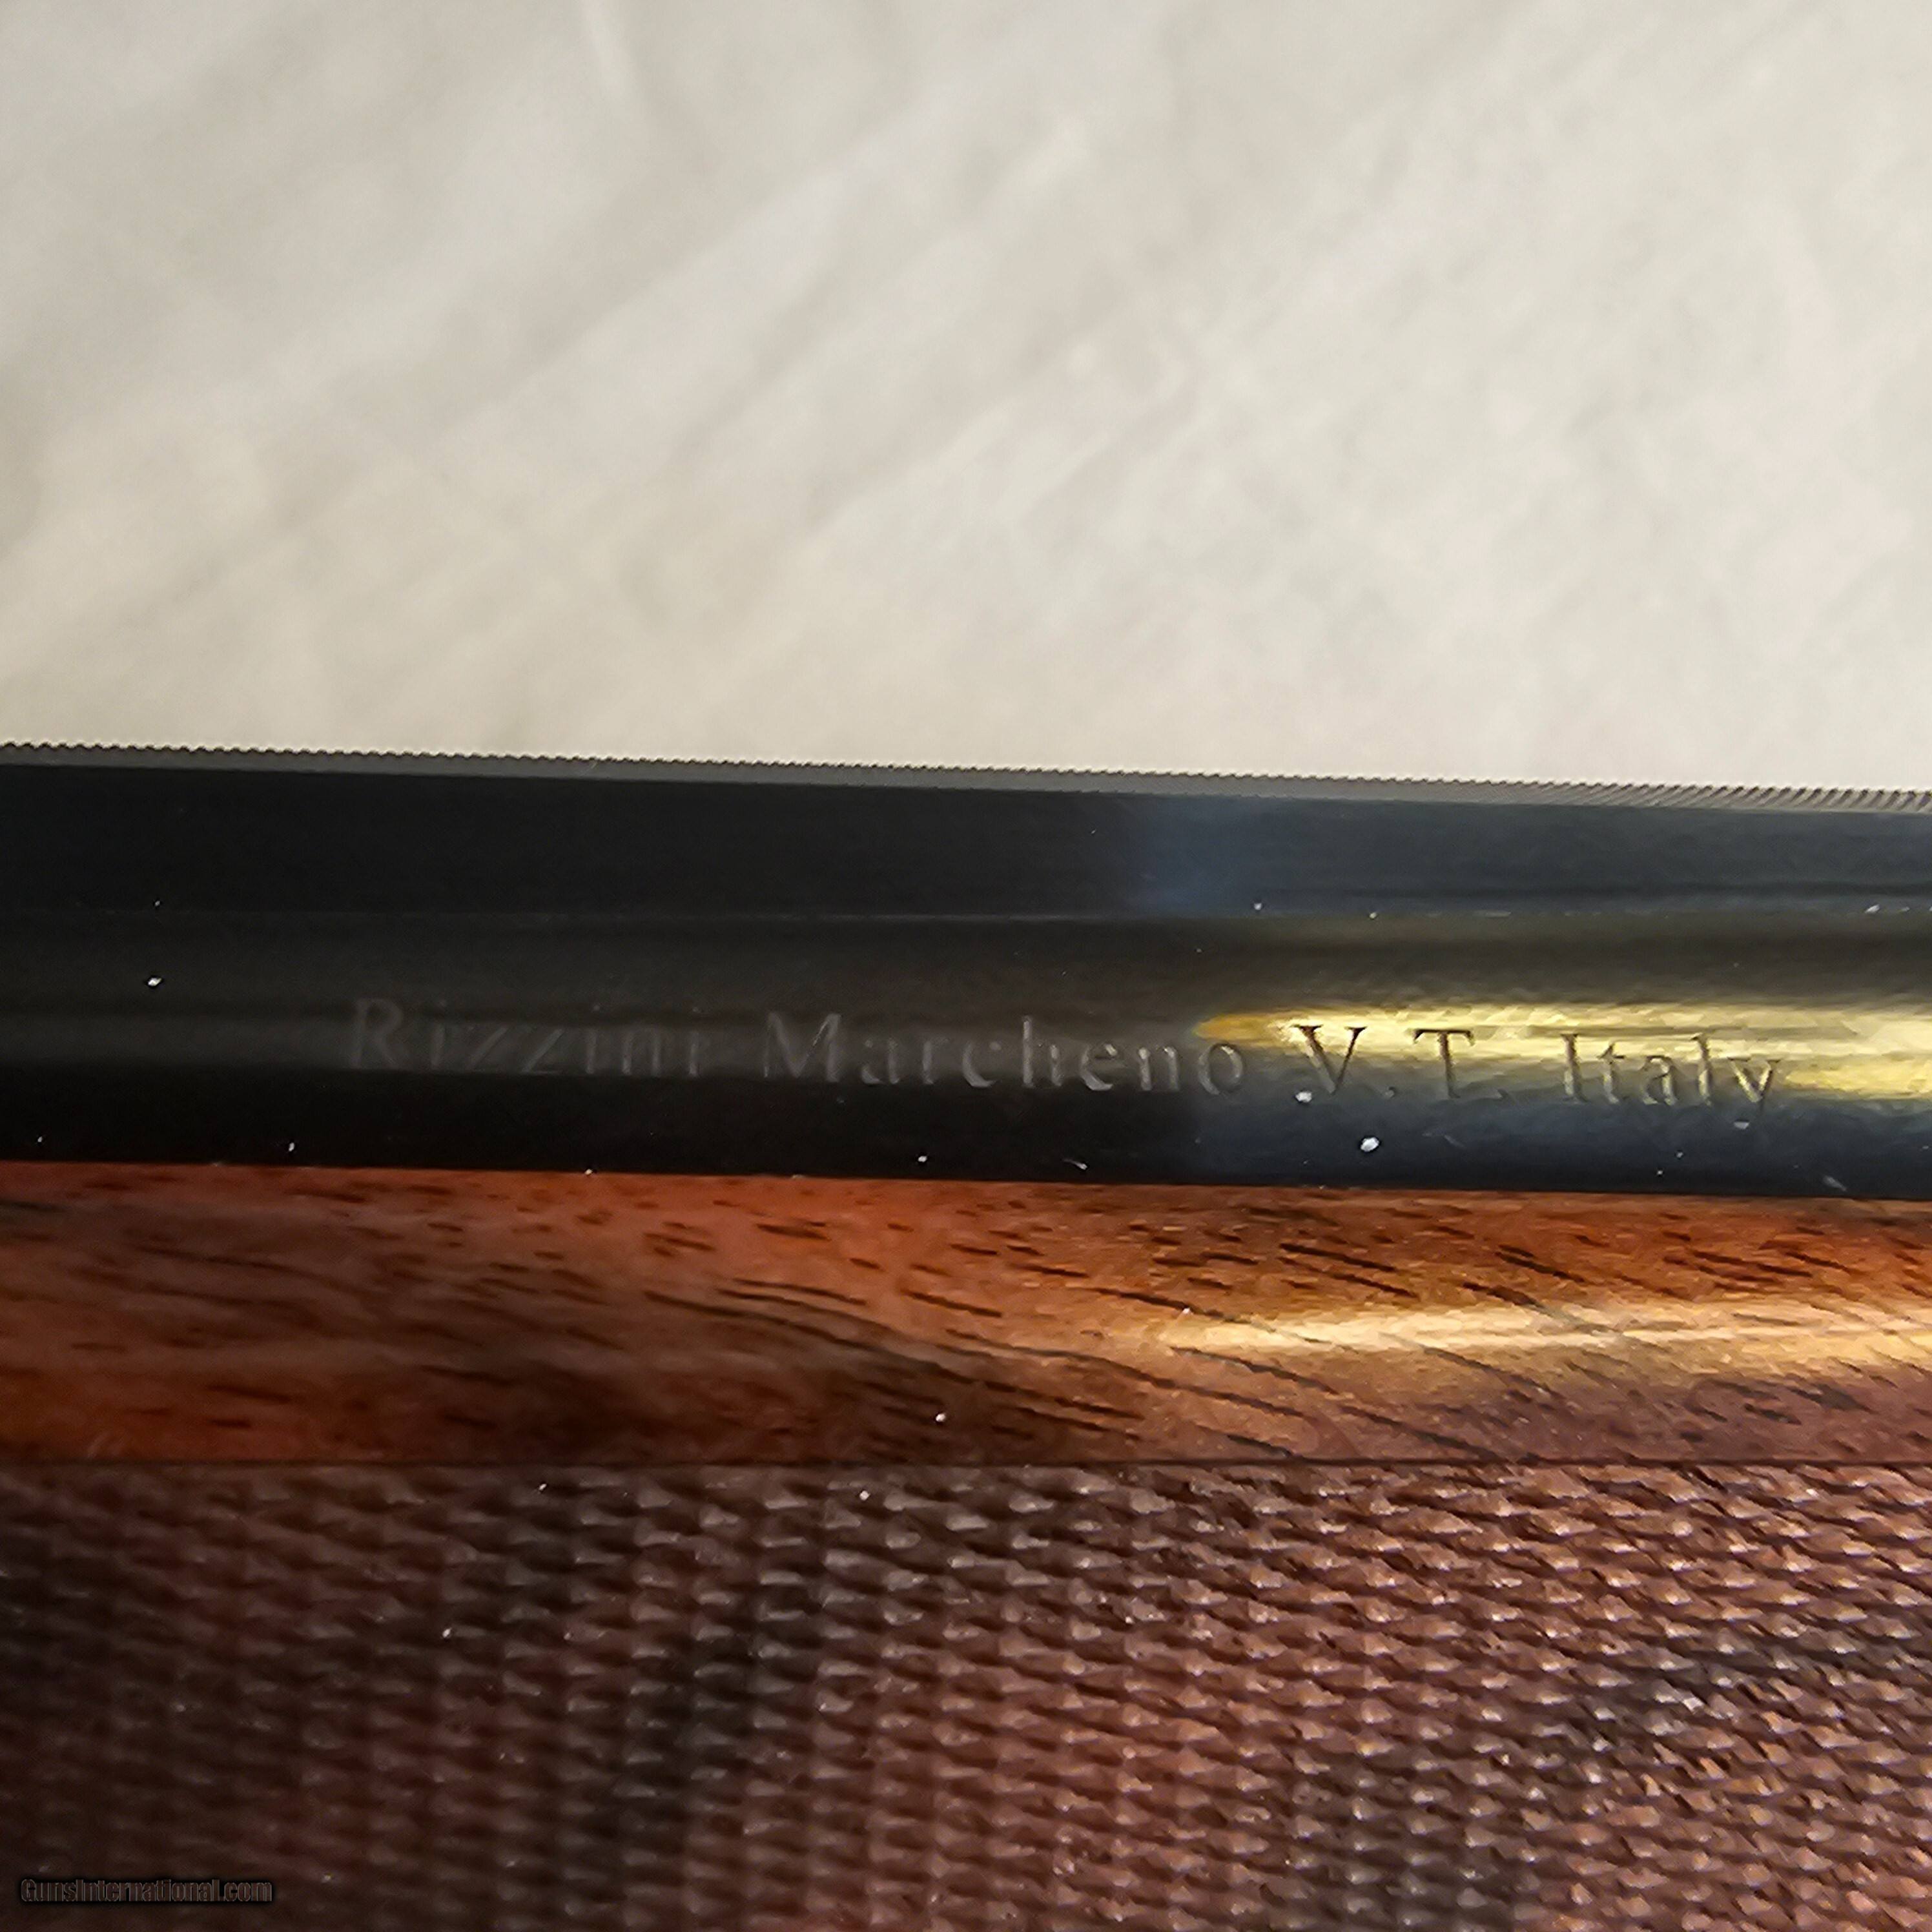 Rizzini Marcheno V.T. Italy
GunsInternational.com